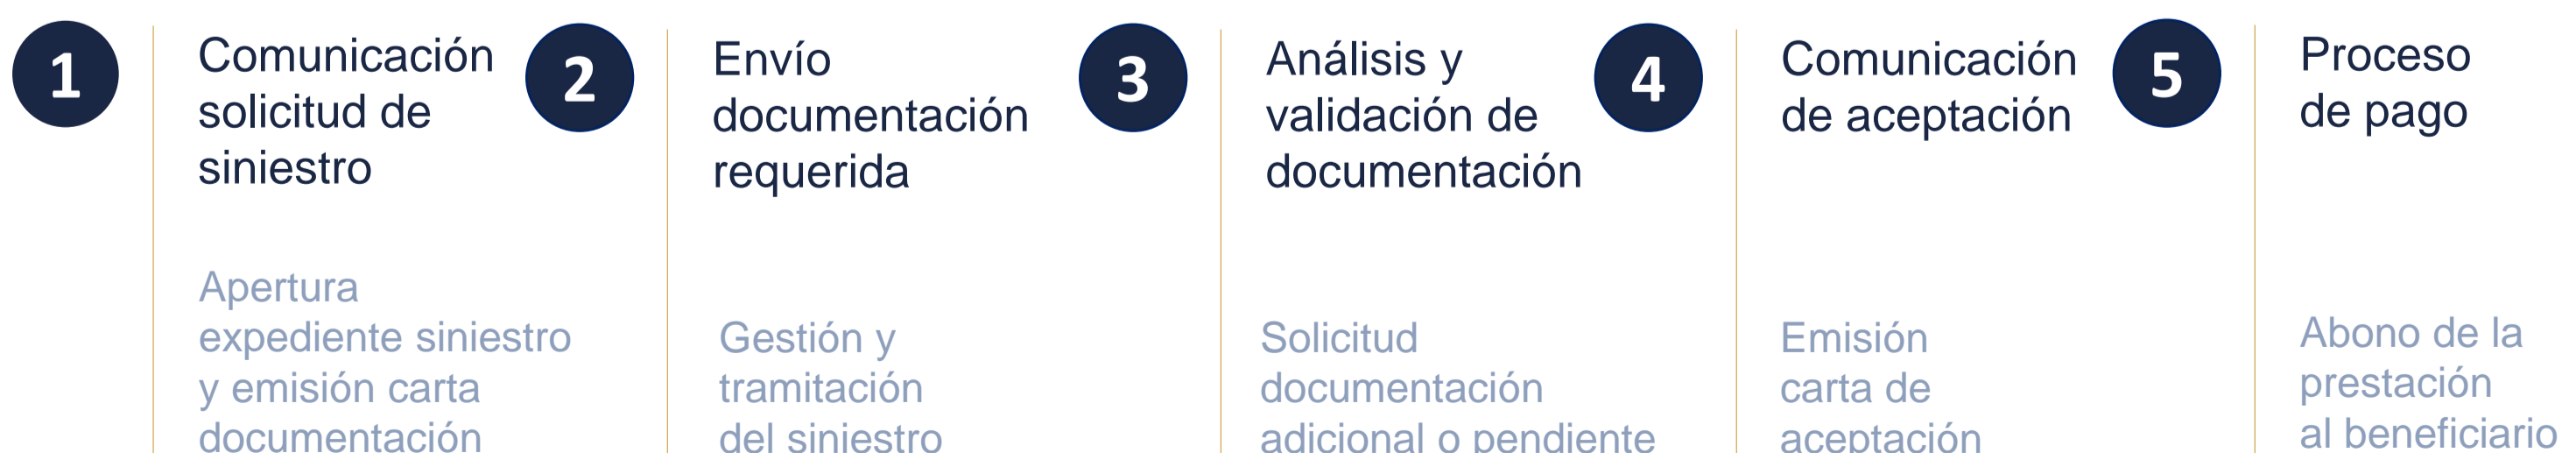 1
Comunicación
solicitud de
siniestro
Apertura
expediente siniestro
y emisión carta
documentación
2
Envío
documentación
requerida
Gestión y
tramitación
del siniestro
3
Análisis y
validación de
documentación
Solicitud
documentación
adicional o pendiente
4
Comunicación
de aceptación
Emisión
carta de
aceptación
5
Proceso
de pago
Abono de la
prestación
al beneficiario